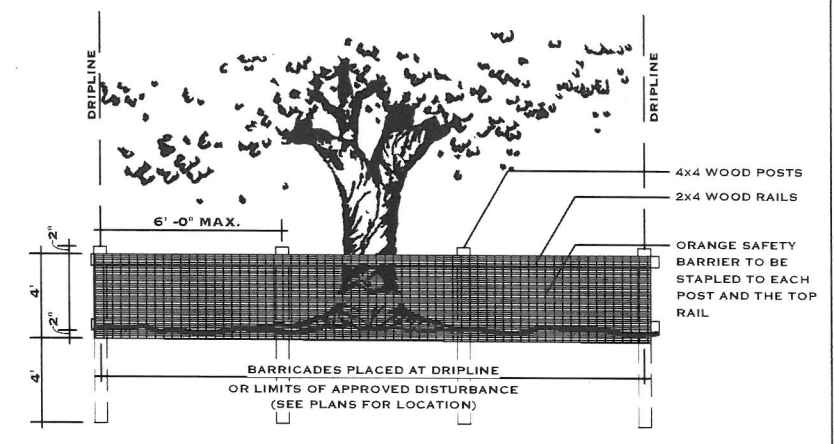 DRIPLINE
DRIPLINE
4x4 WOOD POSTS
2x4 WOOD RAILS
6' -0" MAX.
2"
ORANGE SAFETY
BARRIER TO BE
STAPLED TO EACH
POST AND THE TOP
RAIL
4'
2"
4'
BARRICADES PLACED AT DRIPLINE
OR LIMITS OF APPROVED DISTURBANCE
(SEE PLANS FOR LOCATION)